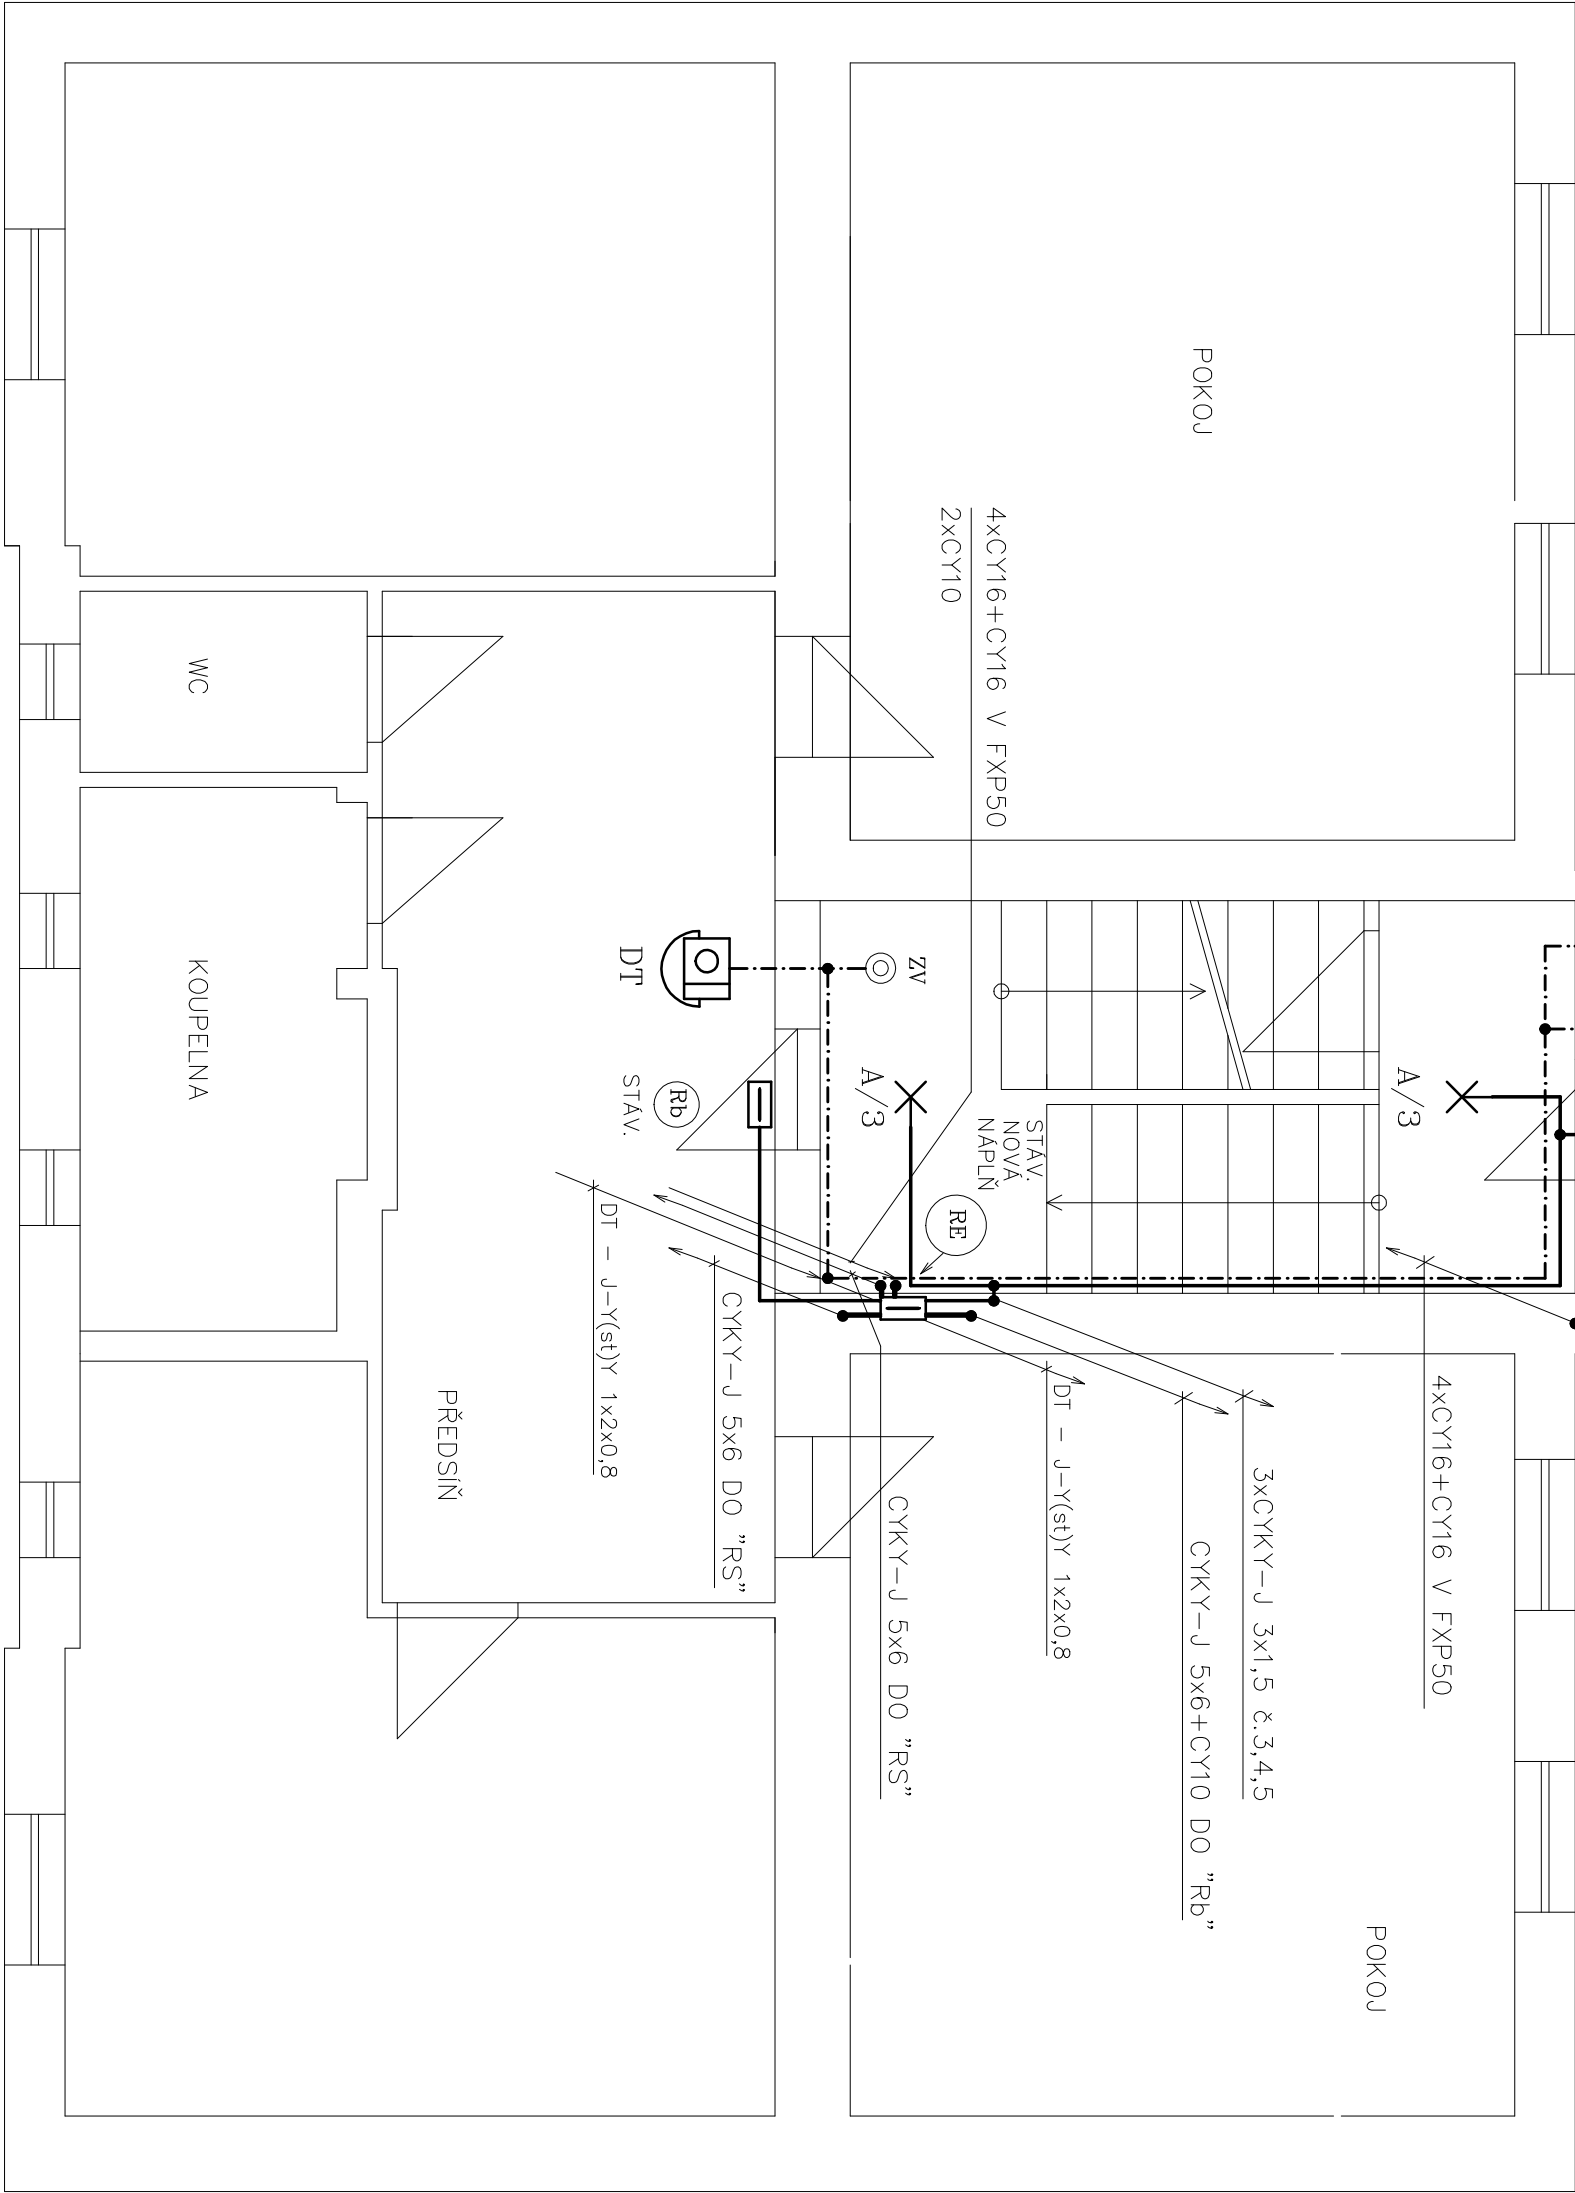 POKOJ
4xCY16+CY16 V FXP50
2xCY10
WC
KOUPELNA
DT
ZV
A/3
A/3
Rb
STÁV.
STÁV.
NOVÁ
NÁPLŇ
RE
DT - J-Y(st)Y 1x2x0,8
CYKY-J 5x6 DO "RS"
PŘEDSÍŇ
CYKY-J 5x6 DO "RS"
DT - J-Y(st)Y 1x2x0,8
CYKY-J 5x6+CY10 DO "Rb"
3xCYKY-J 3x1,5 č.3,4,5
4xCY16+CY16 V FXP50
POKOJ